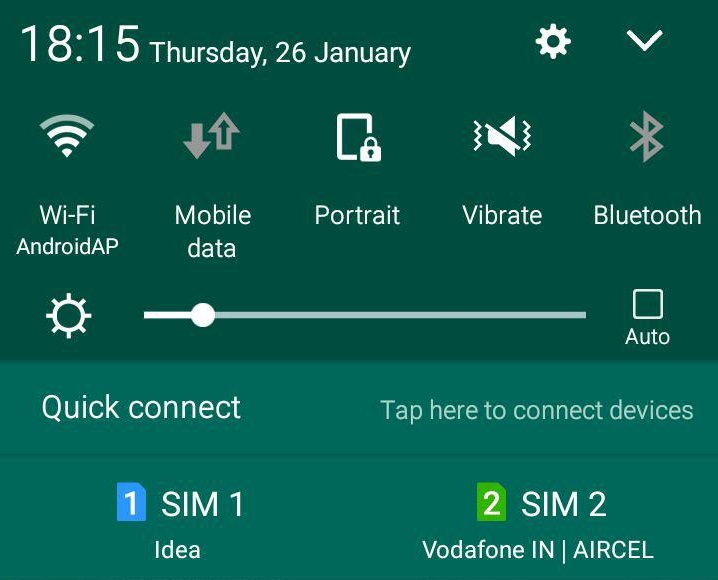 18:15 Thursday, 26 January
Wi-Fi
AndroidAP
Mobile
data
Portrait
Vibrate
Bluetooth
Auto
Quick connect Tap here to connect devices
1 SIM 1
Idea
2 SIM 2
Vodafone IN | AIRCEL